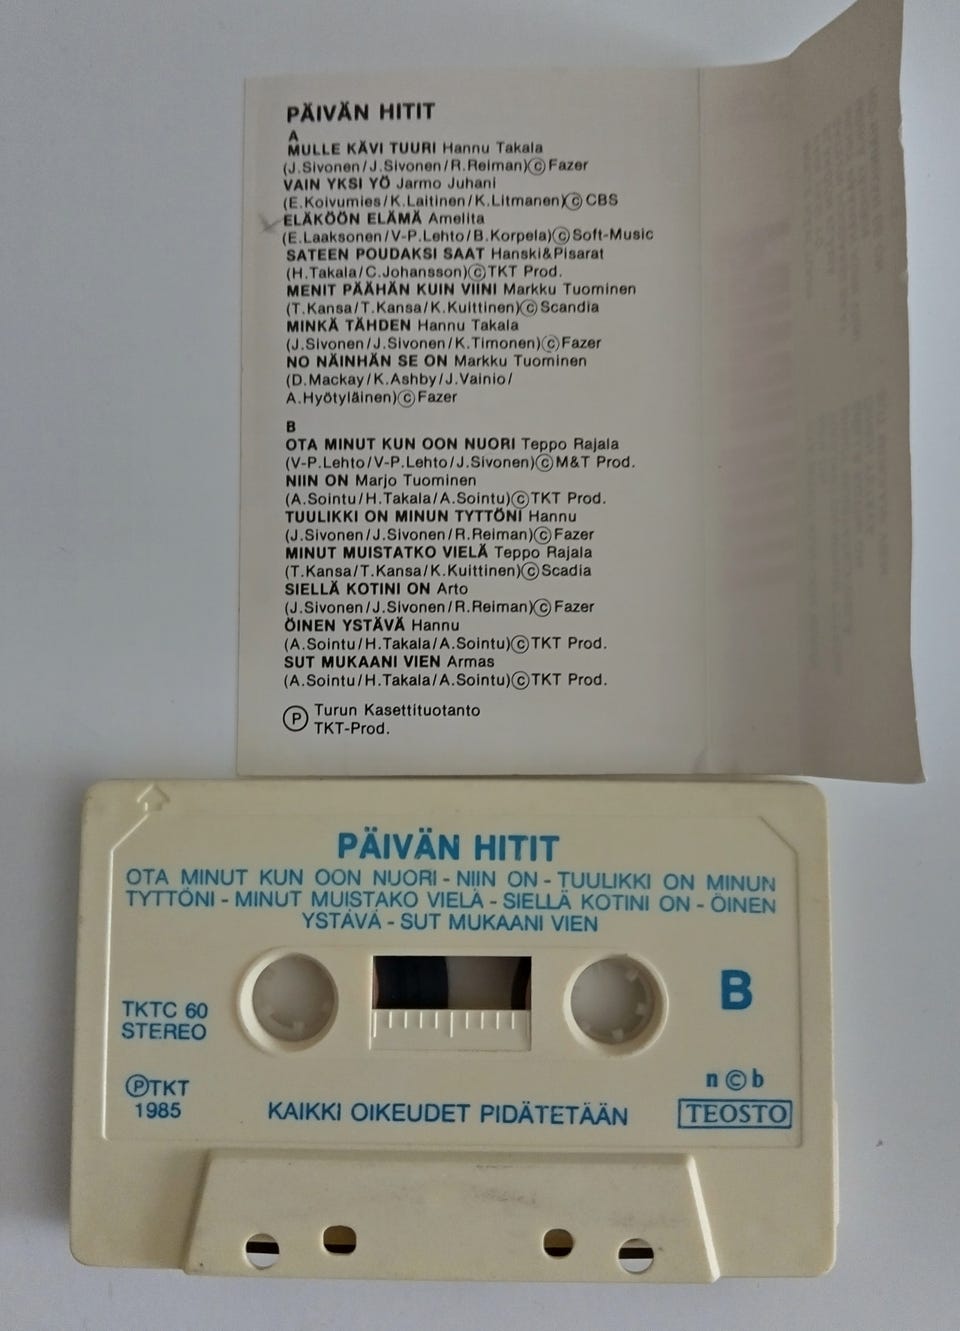 PÄIVÄN HITIT
A
MULLE KÄVI TUURI Hannu Takala
(J.Sivonen/J.Sivonen/R.Reiman)©Fazer
VAIN YKSI YÖ Jarmo Juhani
(E.Koivumies/K.Laitinen/K.Litmanen)©CBS
ELÄKÖÖN ELÄMÄ Amelita
(E.Laaksonen/V-P.Lehto/B.Korpela)©Soft-Music
SATEEN POUDAKSI SAAT Hanski&Pisarat
(H.Takala/C.Johansson)©TKT Prod.
MENIT PÄÄHÄN KUIN VIINI Markku Tuominen
(T.Kansa/T.Kansa/K.Kuittinen)©Scandia
MINKÄ TÄHDEN Hannu Takala
(J.Sivonen/J.Sivonen/K.Timonen)©Fazer
NO NÄINHÄN SE ON Markku Tuominen
(D.Mackay/K.Ashby/J.Vainio/
A.Hyötyläinen)©Fazer
B
OTA MINUT KUN OON NUORI Teppo Rajala
(V-P.Lehto/V-P.Lehto/J.Sivonen)©M&T Prod.
NIIN ON Marjo Tuominen
(A.Sointu/H.Takala/A.Sointu)©TKT Prod.
TUULIKKI ON MINUN TYTTÖNI Hannu
(J.Sivonen/J.Sivonen/R.Reiman)©Fazer
MINUT MUISTATKO VIELÄ Teppo Rajala
(T.Kansa/T.Kansa/K.Kuittinen)©Scadia
SIELLÄ KOTINI ON Arto
(J.Sivonen/J.Sivonen/R.Reiman)©Fazer
ÖINEN YSTÄVÄ Hannu
(A.Sointu/H.Takala/A.Sointu)©TKT Prod.
SUT MUKAANI VIEN Armas
(A.Sointu/H.Takala/A.Sointu)©TKT Prod.
℗ Turun Kasettituotanto
TKT-Prod.
PÄIVÄN HITIT
OTA MINUT KUN OON NUORI - NIIN ON - TUULIKKI ON MINUN
TYTTÖNI - MINUT MUISTAKO VIELÄ - SIELLÄ KOTINI ON - ÖINEN
YSTÄVÄ - SUT MUKAANI VIEN
B
TKTC 60
STEREO
℗TKT
1985
KAIKKI OIKEUDET PIDÄTETÄÄN
n©b
TEOSTO